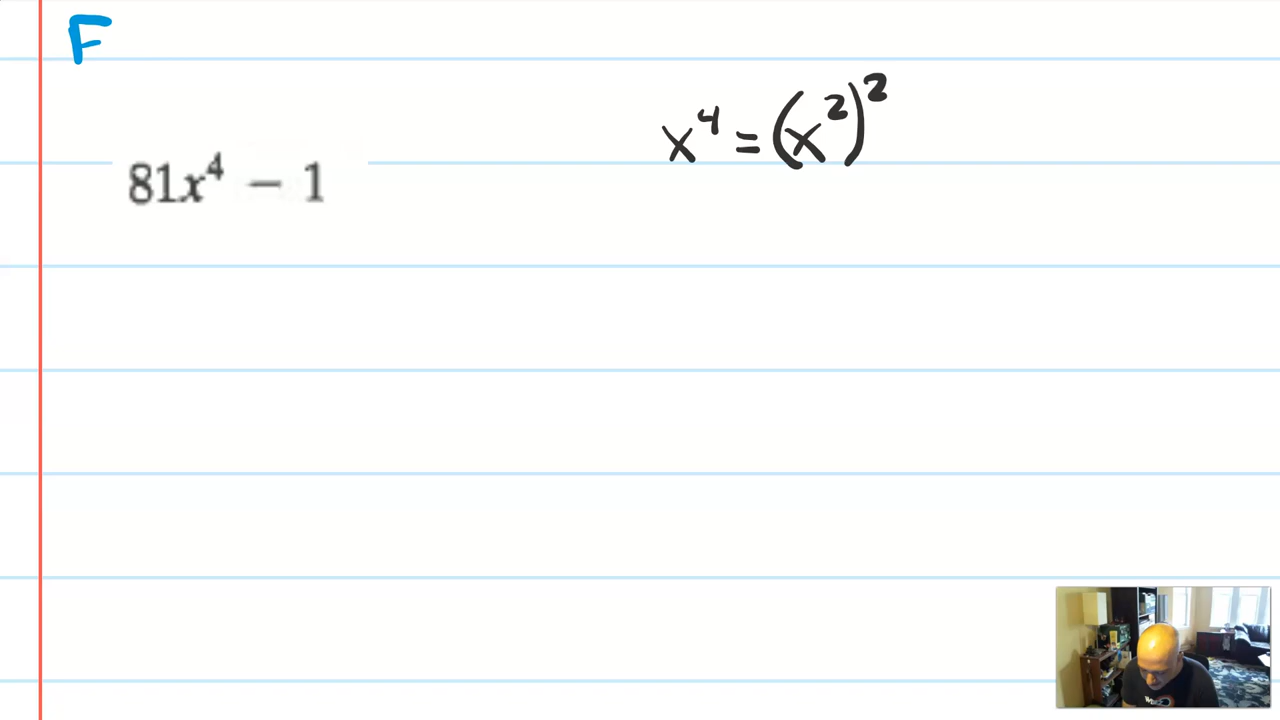 F
x⁴ = (x²)²
81x⁴ − 1